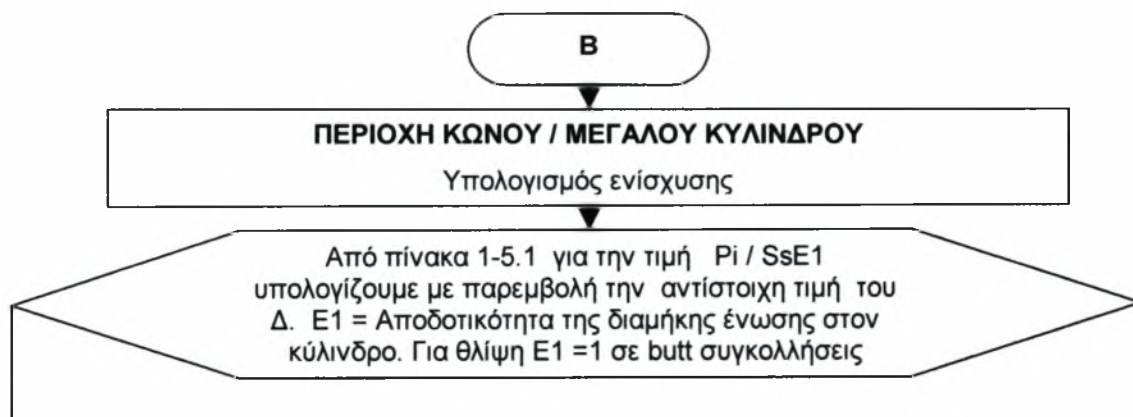 B
ΠΕΡΙΟΧΗ ΚΩΝΟΥ / ΜΕΓΑΛΟΥ ΚΥΛΙΝΔΡΟΥ
Υπολογισμός ενίσχυσης
Από πίνακα 1-5.1 για την τιμή Pi / SsE1
υπολογίζουμε με παρεμβολή την αντίστοιχη τιμή του
Δ. E1 = Αποδοτικότητα της διαμήκης ένωσης στον
κύλινδρο. Για θλίψη E1 =1 σε butt συγκολλήσεις